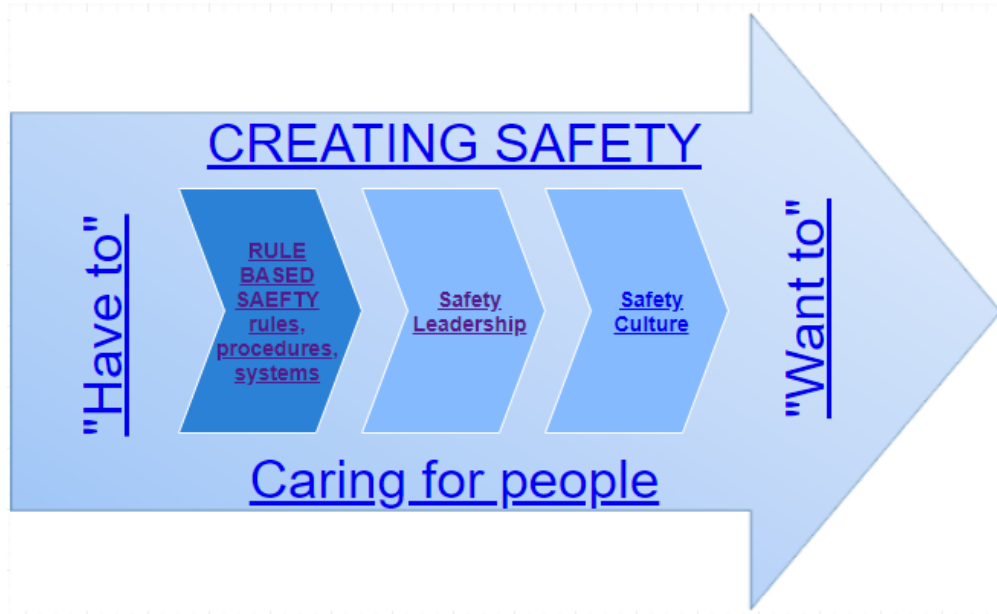 CREATING SAFETY
"Have to"
RULE
BASED
SAEFTY
rules,
procedures,
systems
Safety
Leadership
Safety
Culture
"Want to"
Caring for people